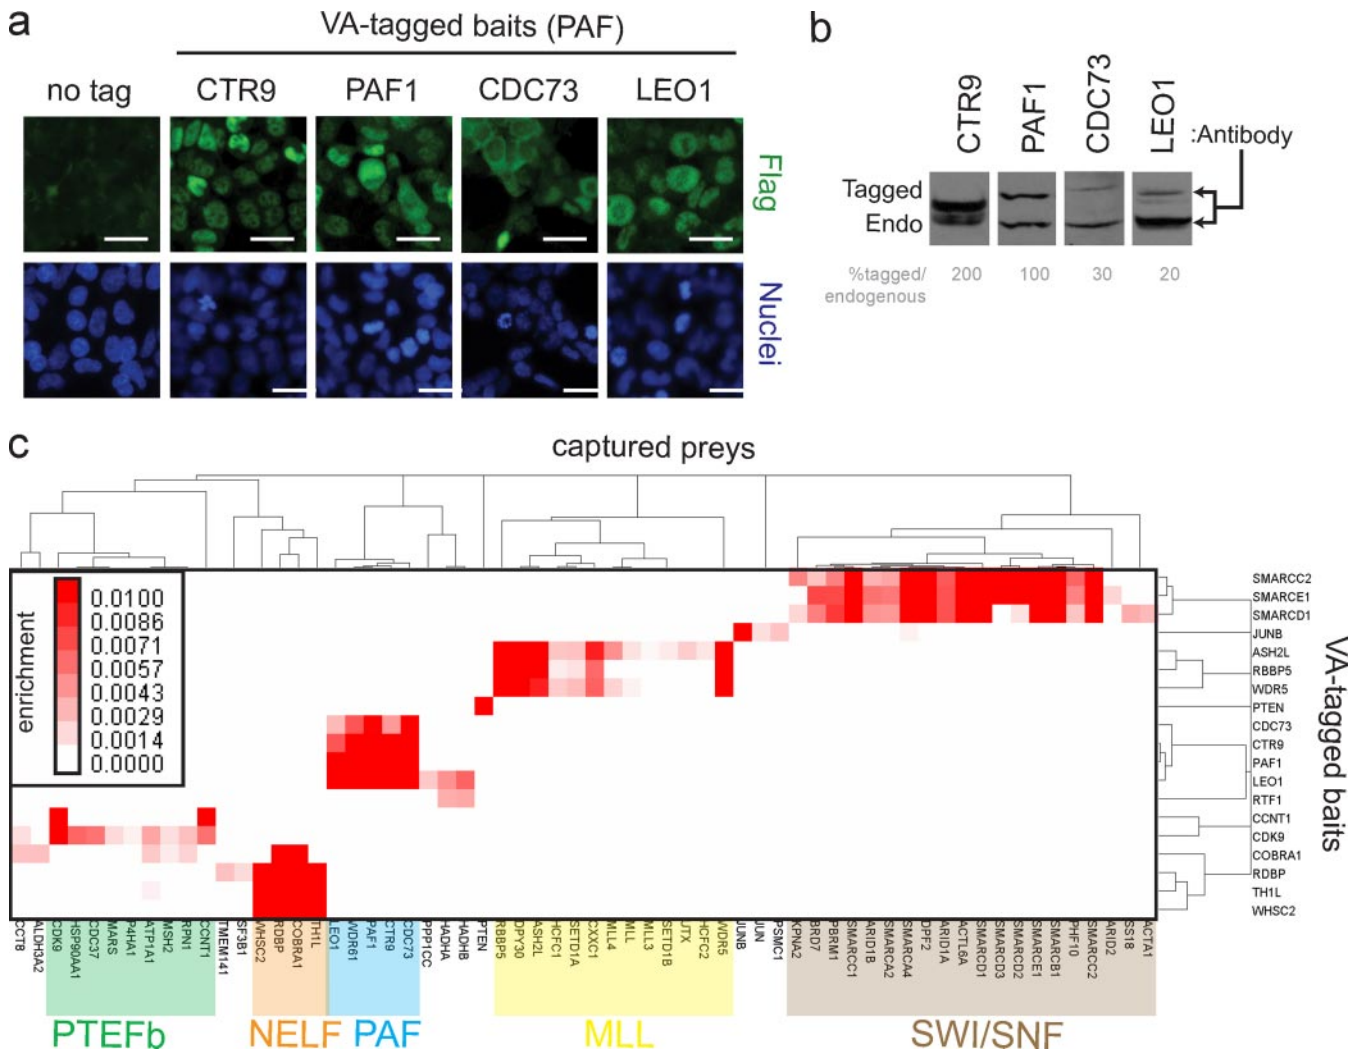 a
VA-tagged baits (PAF)
no tag
CTR9
PAF1
CDC73
LEO1
Flag
Nuclei
b
CTR9
PAF1
CDC73
LEO1
:Antibody
Tagged
Endo
%tagged/
endogenous
200
100
30
20
c
captured preys
enrichment
0.0100
0.0086
0.0071
0.0057
0.0043
0.0029
0.0014
0.0000
SMARCC2
SMARCE1
SMARCD1
JUNB
ASH2L
RBBP5
WDR5
PTEN
CDC73
CTR9
PAF1
LEO1
RTF1
CCNT1
CDK9
COBRA1
RDBP
TH1L
WHSC2
VA-tagged baits
CCT8
ALDH3A2
CDK9
HSP90AA1
CDC37
MARS
P4HA1
ATP1A1
MSH2
RPN1
CCNT1
TMEM141
SF3B1
WHSC2
RDBP
COBRA1
TH1L
LEO1
WDR61
PAF1
CTR9
CDC73
PPP1CC
HADHA
HADHB
PTEN
RBBP5
DPY30
ASH2L
HCFC1
SETD1A
CXXC1
MLL4
MLL
MLL3
SETD1B
UTX
HCFC2
WDR5
JUNB
JUN
PSMC1
KPNA2
BRD7
PBRM1
SMARCC1
ARID1B
SMARCA2
SMARCA4
DPF2
ARID1A
ACTL6A
SMARCD1
SMARCD3
SMARCD2
SMARCE1
SMARCB1
PHF10
SMARCC2
ARID2
SS18
ACTA1
PTEFb
NELF
PAF
MLL
SWI/SNF